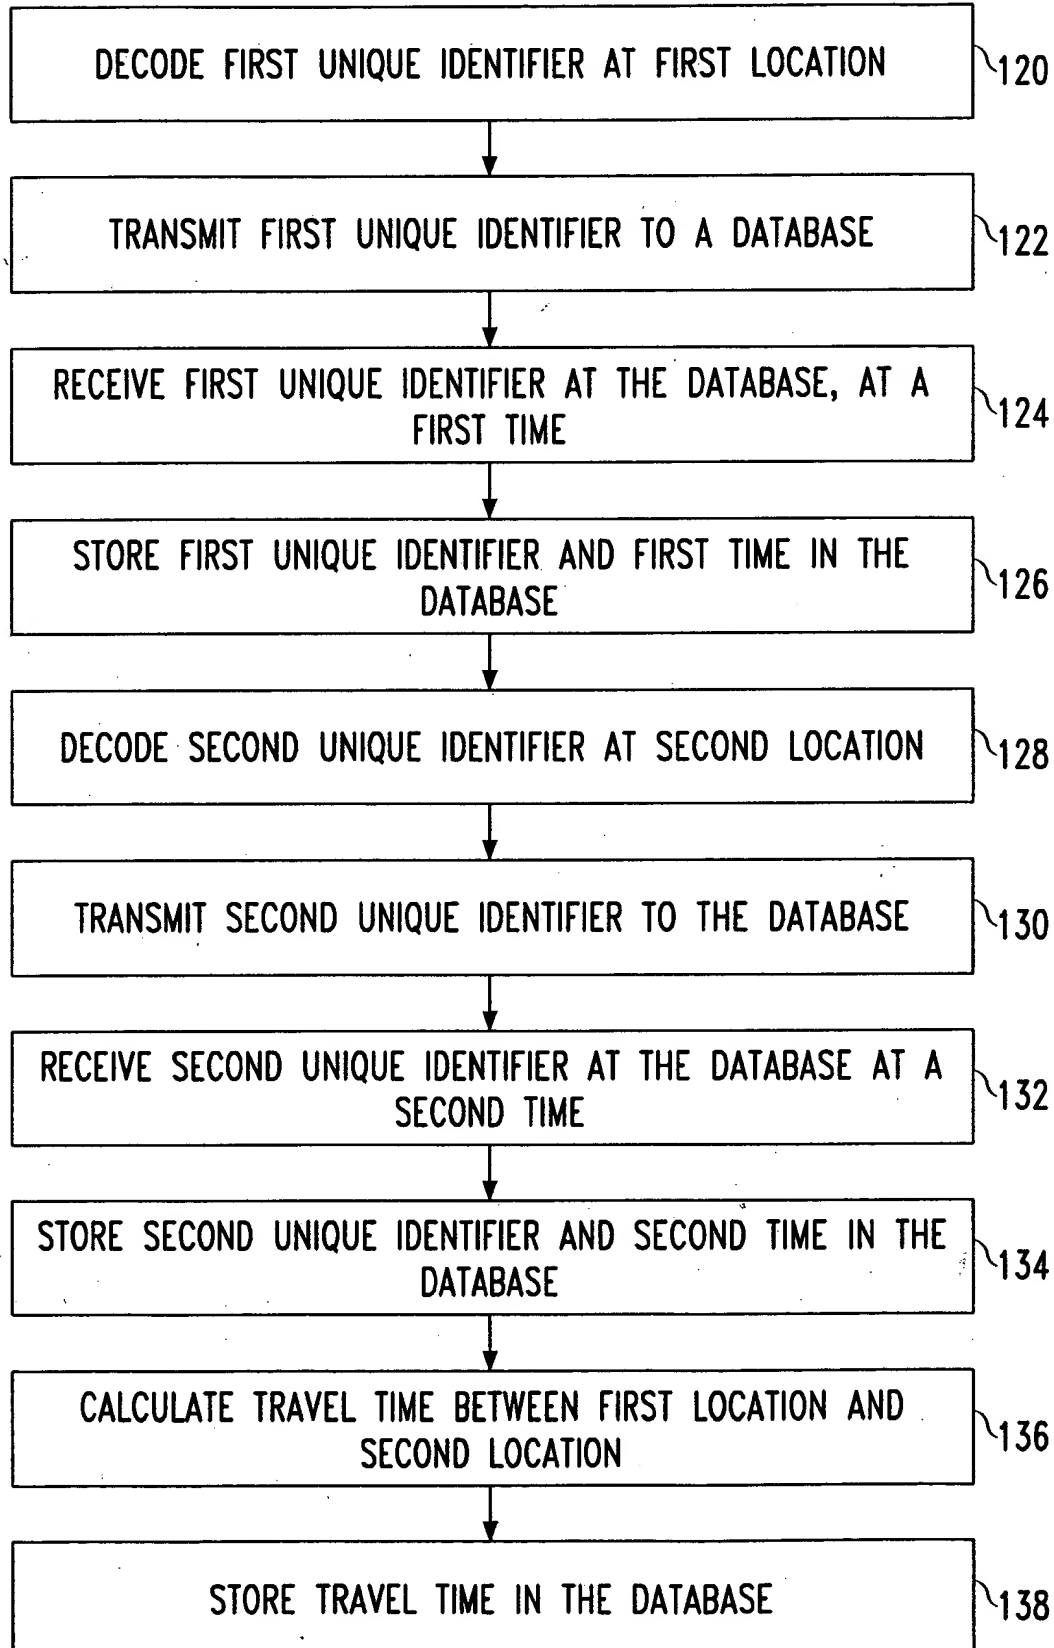 DECODE FIRST UNIQUE IDENTIFIER AT FIRST LOCATION
120
TRANSMIT FIRST UNIQUE IDENTIFIER TO A DATABASE
122
RECEIVE FIRST UNIQUE IDENTIFIER AT THE DATABASE, AT A
FIRST TIME
124
STORE FIRST UNIQUE IDENTIFIER AND FIRST TIME IN THE
DATABASE
126
DECODE SECOND UNIQUE IDENTIFIER AT SECOND LOCATION
128
TRANSMIT SECOND UNIQUE IDENTIFIER TO THE DATABASE
130
RECEIVE SECOND UNIQUE IDENTIFIER AT THE DATABASE AT A
SECOND TIME
132
STORE SECOND UNIQUE IDENTIFIER AND SECOND TIME IN THE
DATABASE
134
CALCULATE TRAVEL TIME BETWEEN FIRST LOCATION AND
SECOND LOCATION
136
STORE TRAVEL TIME IN THE DATABASE
138